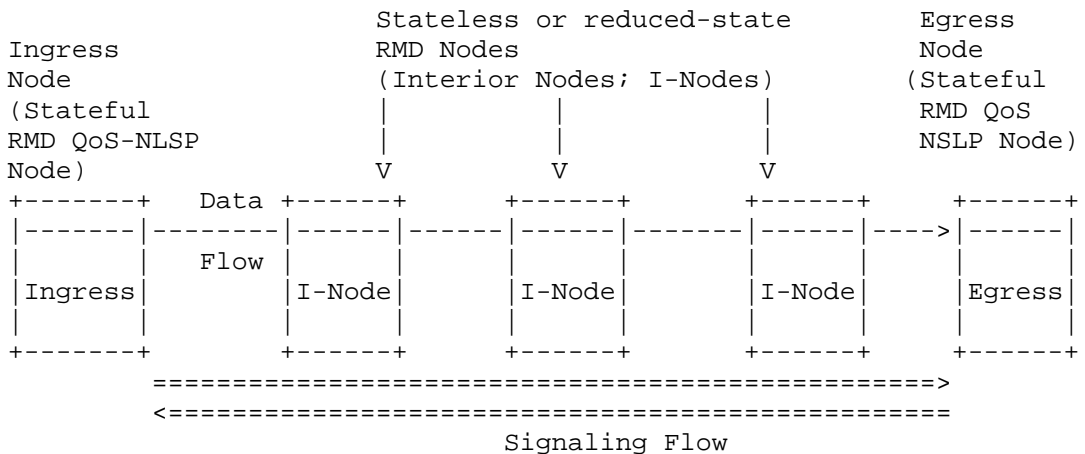 Stateless or reduced-state Egress
Ingress RMD Nodes Node
Node (Interior Nodes; I-Nodes) (Stateful
(Stateful | | | RMD QoS
RMD QoS-NLSP | | | NSLP Node)
Node) V V V
+-------+ Data +------+ +------+ +------+ +------+
|-------|--------|------|------|------|-------|------|---->|------|
| | Flow | | | | | | | |
|Ingress| |I-Node| |I-Node| |I-Node| |Egress|
| | | | | | | | | |
+-------+ +------+ +------+ +------+ +------+
=================================================>
<=================================================
Signaling Flow